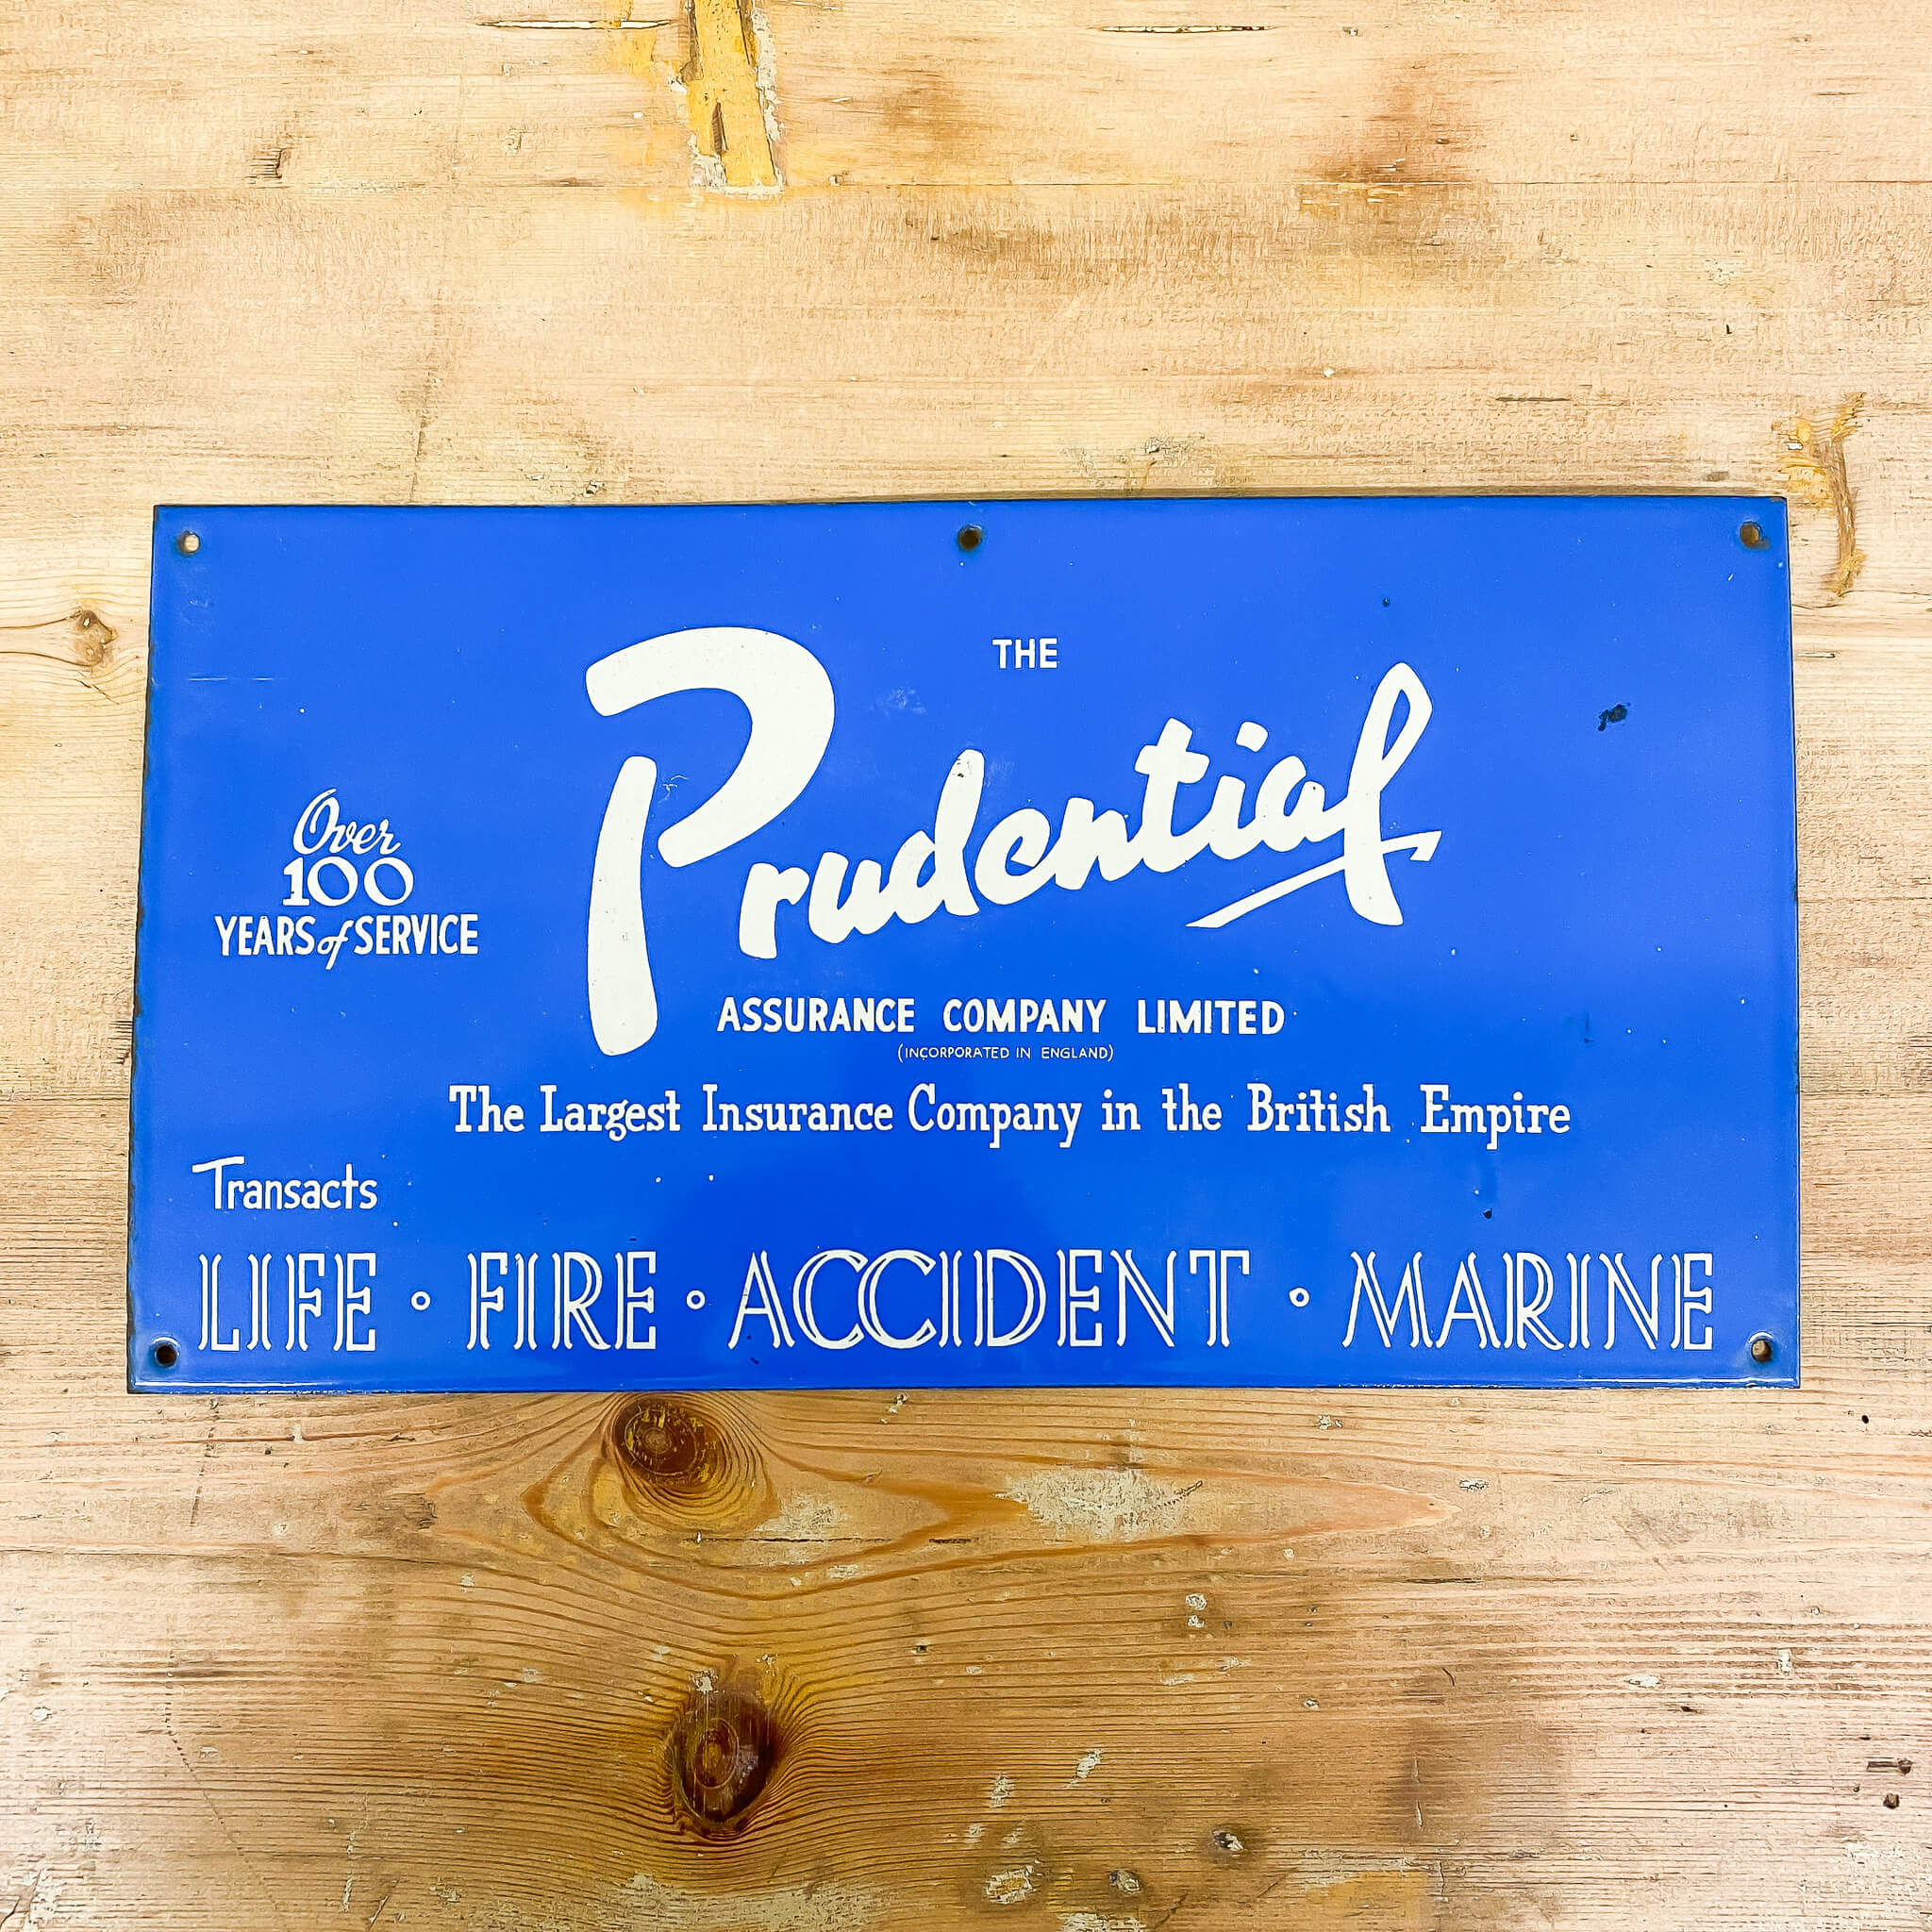 THE
Prudential
Over
100
YEARS of SERVICE
ASSURANCE COMPANY LIMITED
(INCORPORATED IN ENGLAND)
The Largest Insurance Company in the British Empire
Transacts
LIFE • FIRE • ACCIDENT • MARINE